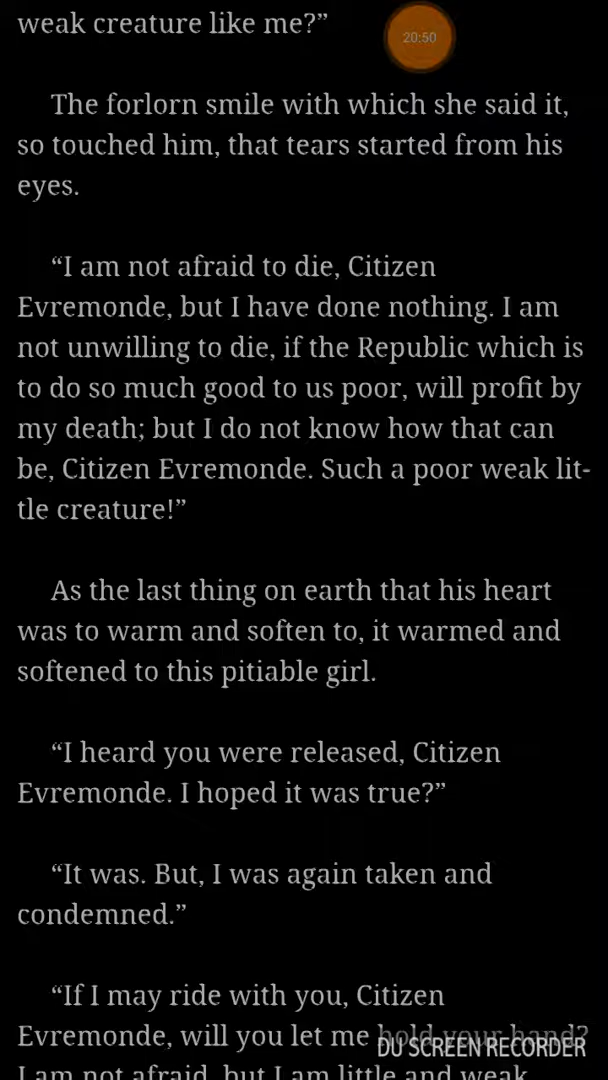 weak creature like me?”
20:50
The forlorn smile with which she said it,
so touched him, that tears started from his
eyes.
“I am not afraid to die, Citizen
Evremonde, but I have done nothing. I am
not unwilling to die, if the Republic which is
to do so much good to us poor, will profit by
my death; but I do not know how that can
be, Citizen Evremonde. Such a poor weak lit-
tle creature!”
As the last thing on earth that his heart
was to warm and soften to, it warmed and
softened to this pitiable girl.
“I heard you were released, Citizen
Evremonde. I hoped it was true?”
“It was. But, I was again taken and
condemned.”
“If I may ride with you, Citizen
Evremonde, will you let me hold your hand?
DU SCREEN RECORDER
I am not afraid, but I am little and weak,